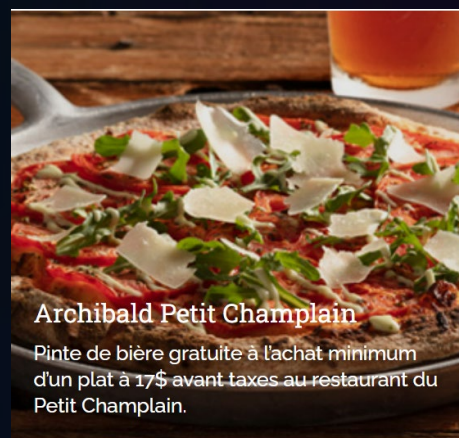 Archibald Petit Champlain
Pinte de bière gratuite à l'achat minimum
d'un plat à 17$ avant taxes au restaurant du
Petit Champlain.